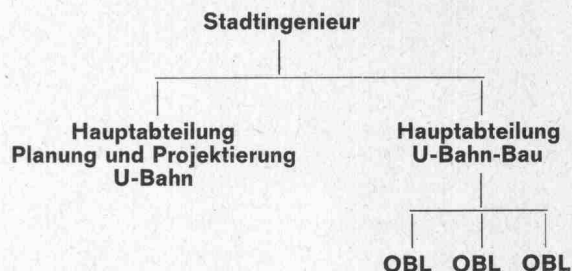 Stadtingenieur
Hauptabteilung
Planung und Projektierung
U-Bahn
Hauptabteilung
U-Bahn-Bau
OBL OBL OBL